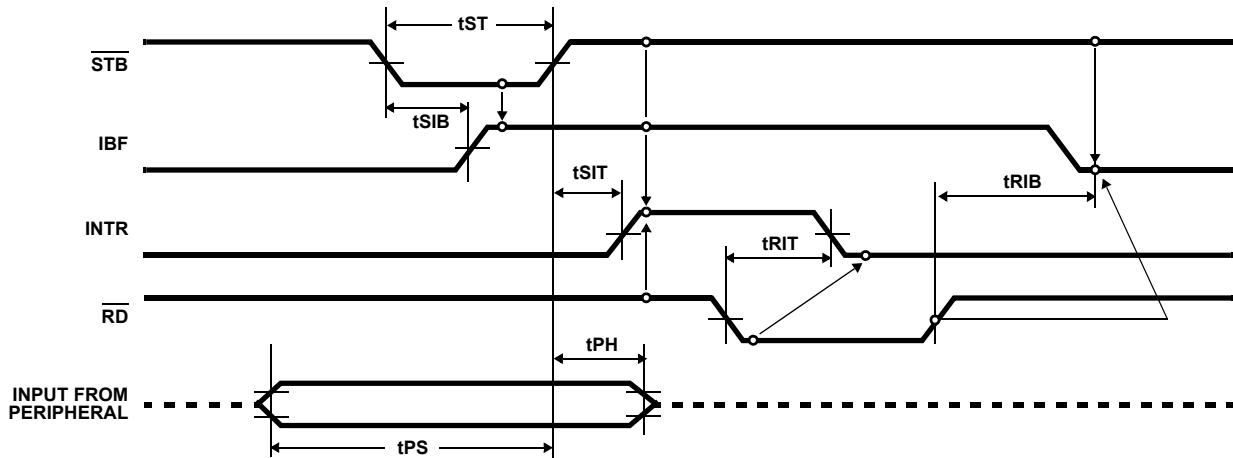 tST
STB
tSIB
IBF
tSIT
tRIB
INTR
tRIT
RD
tPH
INPUT FROM
PERIPHERAL
tPS